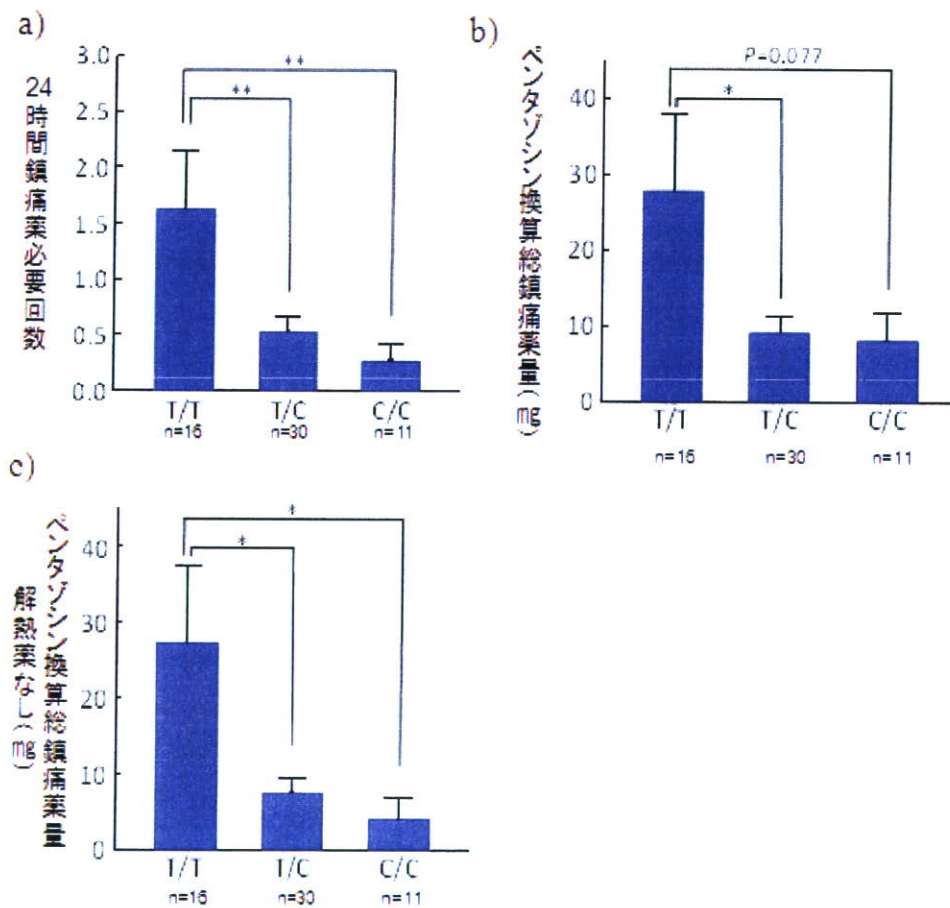 a)
24時間鎮痛薬必要回数
3.0
2.5
2.0
1.5
1.0
0.5
0.0
**
**
T/T
T/C
C/C
n=16
n=30
n=11
b)
ペンタゾシン換算総鎮痛薬量(mg)
40
30
20
10
0
P=0.077
*
T/T
T/C
C/C
n=16
n=30
n=11
c)
ペンタゾシン換算総鎮痛薬量
解熱薬なし(mg)
40
30
20
10
0
*
*
T/T
T/C
C/C
n=16
n=30
n=11